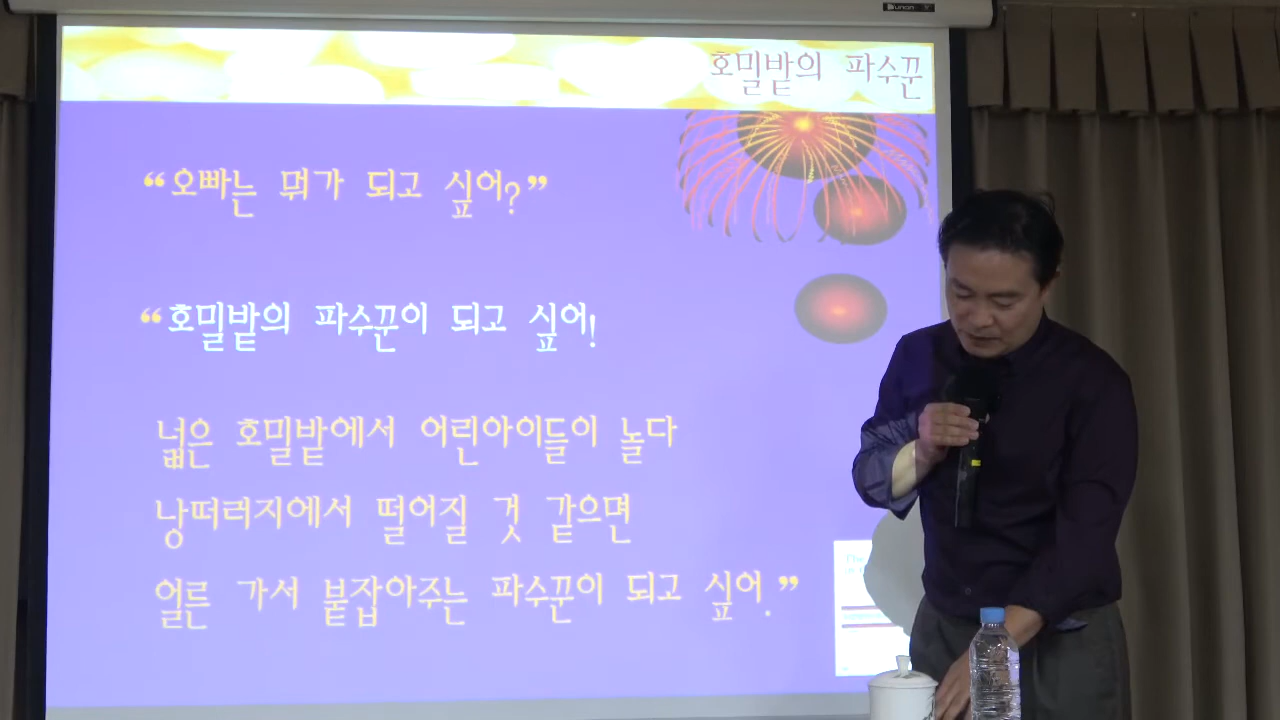 호밀밭의 파수꾼
“오빠는 뭐가 되고 싶어?”
“호밀밭의 파수꾼이 되고 싶어!
넓은 호밀밭에서 어린아이들이 놀다
낭떠러지에서 떨어질 것 같으면
얼른 가서 붙잡아주는 파수꾼이 되고 싶어.”